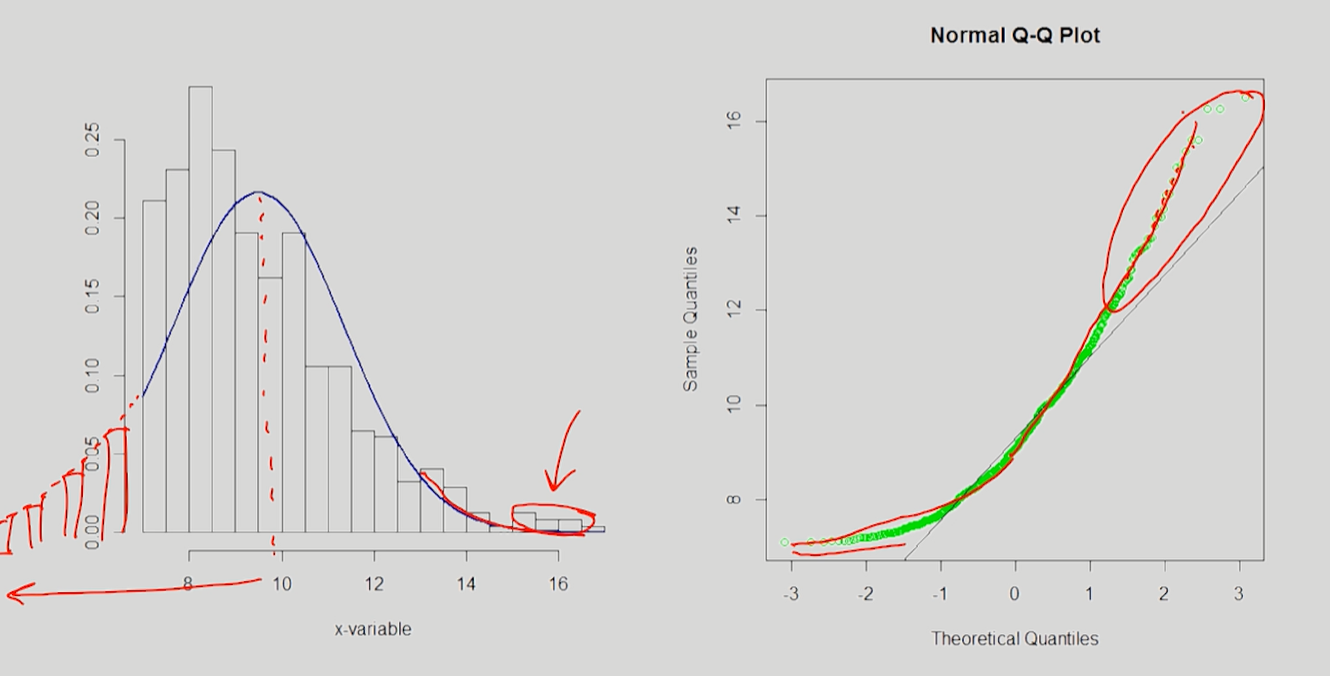 Normal Q-Q Plot
0.25
0.20
0.15
0.10
0.05
0.00
8 10 12 14 16
x-variable
16
14
12
10
8
Sample Quantiles
-3 -2 -1 0 1 2 3
Theoretical Quantiles